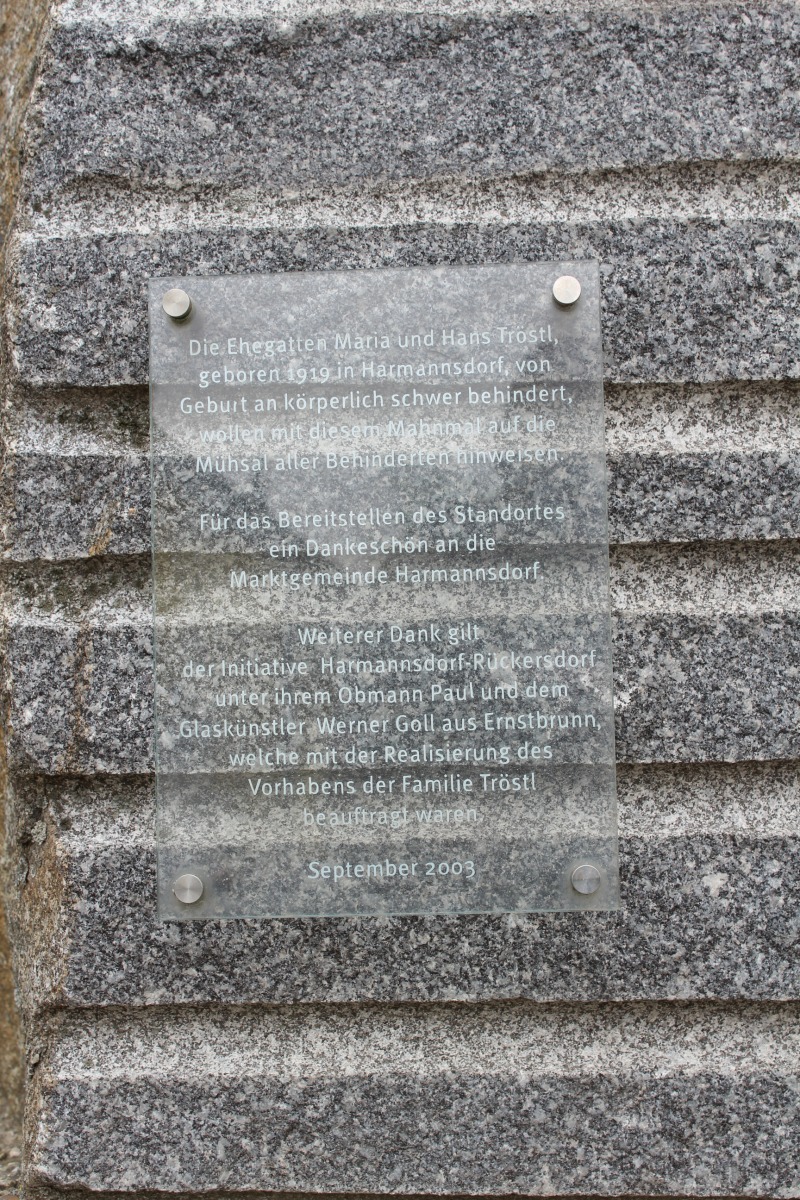 Die Ehegatten Maria und Hans Tröstl,
geboren 1919 in Harmannsdorf, von
Geburt an körperlich schwer behindert,
wollen mit diesem Mahnmal auf die
Mühsal aller Behinderten hinweisen.
Für das Bereitstellen des Standortes
ein Dankeschön an die
Marktgemeinde Harmannsdorf.
Weiterer Dank gilt
der Initiative Harmannsdorf-Rückersdorf
unter ihrem Obmann Paul und dem
Glaskünstler Werner Goll aus Ernstbrunn,
welche mit der Realisierung des
Vorhabens der Familie Tröstl
beauftragt waren.
September 2003